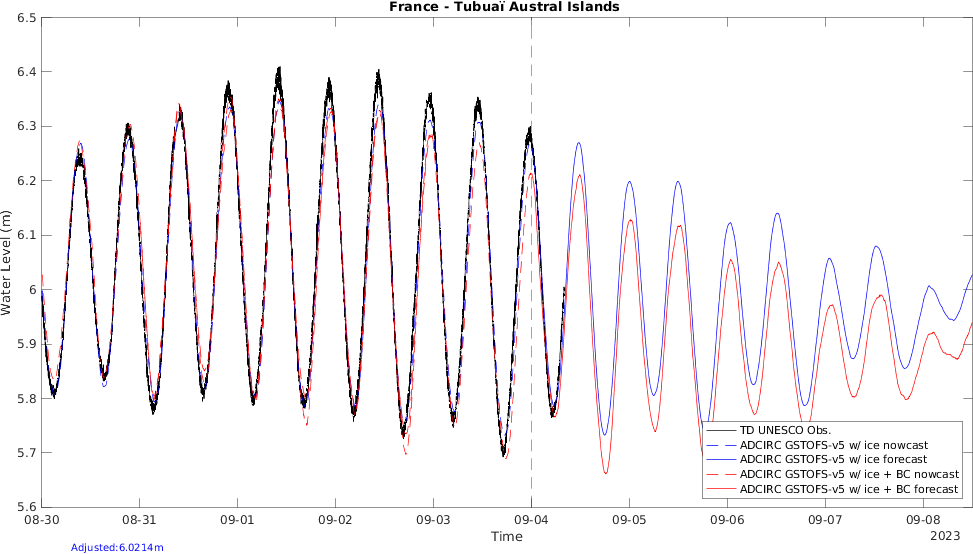 France - Tubuaï Austral Islands
6.5
6.4
6.3
6.2
6.1
6
5.9
5.8
5.7
5.6
Water Level (m)
TD UNESCO Obs.
ADCIRC GSTOFS-v5 w/ ice nowcast
ADCIRC GSTOFS-v5 w/ ice forecast
ADCIRC GSTOFS-v5 w/ ice + BC nowcast
ADCIRC GSTOFS-v5 w/ ice + BC forecast
08-30 08-31 09-01 09-02 09-03 09-04 09-05 09-06 09-07 09-08
Time
2023
Adjusted:6.0214m